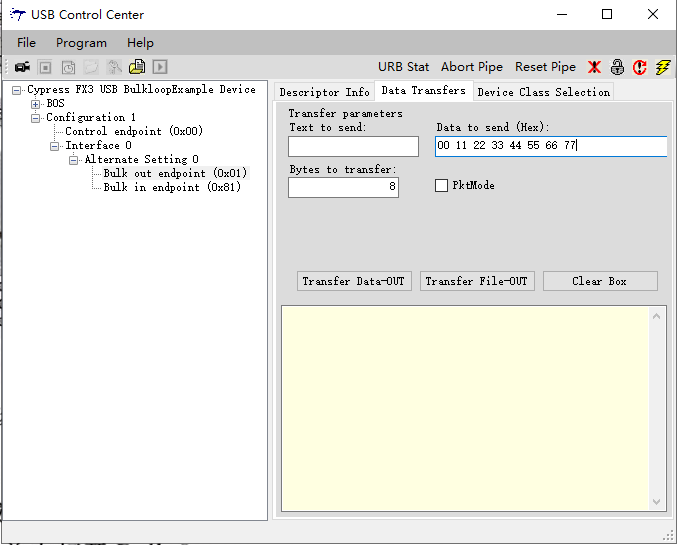 USB Control Center
File Program Help
URB Stat Abort Pipe Reset Pipe
Cypress FX3 USB BulkloopExample Device
BOS
Configuration 1
Control endpoint (0x00)
Interface 0
Alternate Setting 0
Bulk out endpoint (0x01)
Bulk in endpoint (0x81)
Descriptor Info Data Transfers Device Class Selection
Transfer parameters
Text to send: Data to send (Hex):
00 11 22 33 44 55 66 77
Bytes to transfer:
8 PktMode
Transfer Data-OUT Transfer File-OUT Clear Box